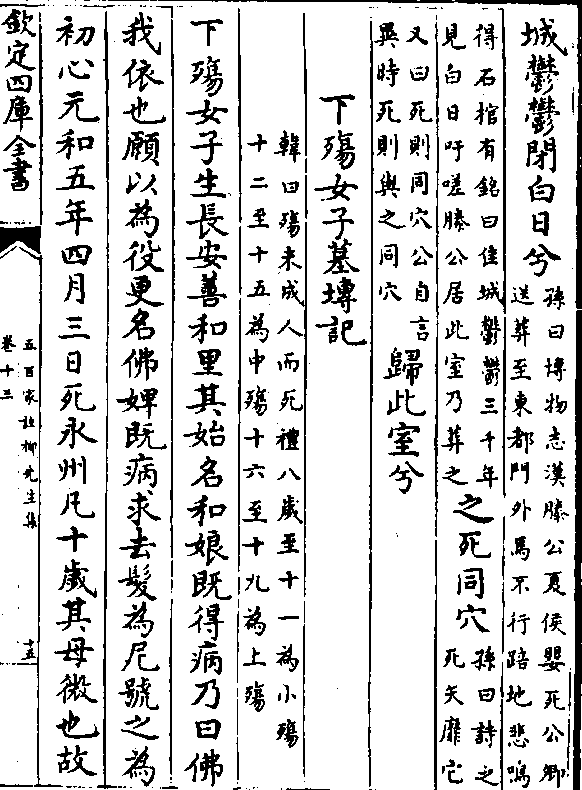 城鬱鬱閉白日兮孫曰博物志漢滕公夏侯嬰死公卿
送葬至東都門外馬不行踣地悲鳴
得石棺有銘曰佳城鬱鬱三千年
見白日吁嗟滕公居此室乃葬之之死同穴孫曰詩之
死矢靡它
又曰死則同穴公自言
異時死則與之同穴歸此室兮
下殤女子墓塼記
韓曰殤未成人而死禮八歲至十一為小殤
十二至十五為中殤十六至十九為上殤
下殤女子生長安善和里其始名和娘既得病乃曰佛
我依也願以為役更名佛婢既病求去髮為尼號之為
初心元和五年四月三日死永州凡十歲其母微也故
欽定四庫全書
五百家註柳先生集
卷十三
十五